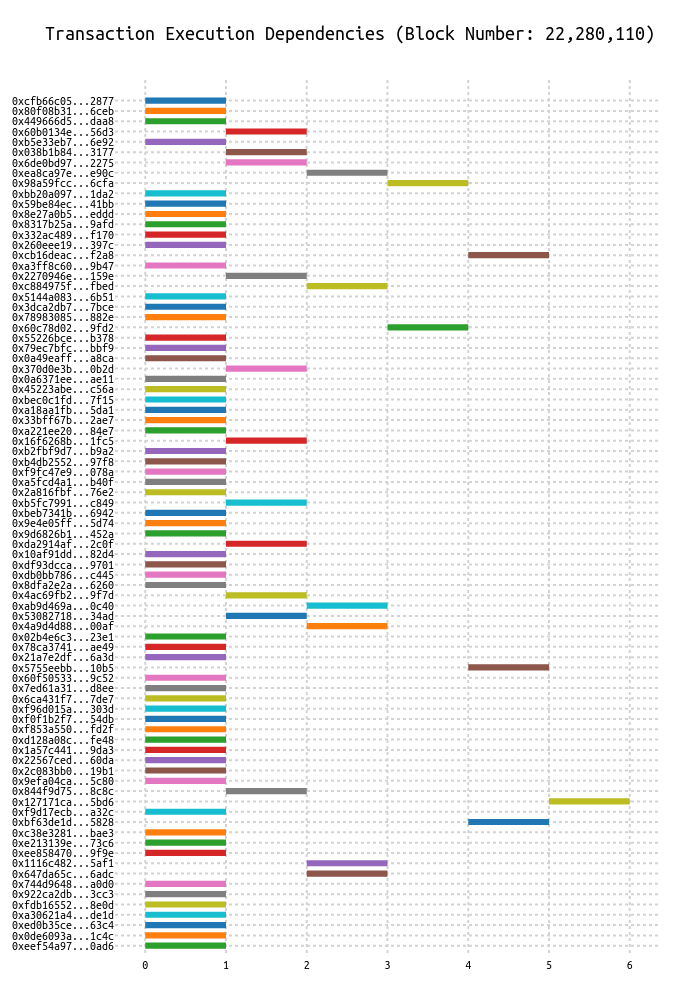 Transaction Execution Dependencies (Block Number: 22,280,110)
0xcfb66c05...2877
0x80f08b31...6ceb
0x449666d5...daa8
0x60b0134e...56d3
0xb5e33eb7...6e92
0x038b1b84...3177
0x6de0bd97...2275
0xea8ca97e...e90c
0x98a59fcc...6cfa
0xbb20a097...1da2
0x59be84ec...41bb
0x8e27a0b5...eddd
0x8317b25a...9afd
0x332ac489...f170
0x260eee19...397c
0xcb16deac...f2a8
0xa3ff8c60...9b47
0x2270946e...159e
0xc884975f...fbed
0x5144a083...6b51
0x3dca2db7...7bce
0x78983085...882e
0x60c78d02...9fd2
0x55226bce...b378
0x79ec7bfc...bbf9
0x0a49eaff...a8ca
0x370d0e3b...0b2d
0x0a6371ee...ae11
0x45223abe...c56a
0xbec0c1fd...7f15
0xa18aa1fb...5da1
0x33bff67b...2ae7
0xa221ee20...84e7
0x16f6268b...1fc5
0xb2fbf9d7...b9a2
0xb4db2552...97f8
0xf9fc47e9...078a
0xa5fcd4a1...b40f
0x2a816fbf...76e2
0xb5fc7991...c849
0xbeb7341b...6942
0x9e4e05ff...5d74
0x9d6826b1...452a
0xda2914af...2c0f
0x10af91dd...82d4
0xdf93dcca...9701
0xdb0bb786...c445
0x8dfa2e2a...6260
0x4ac69fb2...9f7d
0xab9d469a...0c40
0x53082718...34ad
0x4a9d4d88...00af
0x02b4e6c3...23e1
0x78ca3741...ae49
0x21a7e2df...6a3d
0x5755eebb...10b5
0x60f50533...9c52
0x7ed61a31...d8ee
0x6ca431f7...7de7
0xf96d015a...303d
0xf0f1b2f7...54db
0xf853a550...fd2f
0xd128a08c...fe48
0x1a57c441...9da3
0x22567ced...60da
0x2c083bb0...19b1
0x9efa04ca...5c80
0x844f9d75...8c8c
0x127171ca...5bd6
0xf9d17ecb...a32c
0xbf63de1d...5828
0xc38e3281...bae3
0xe213139e...73c6
0xee858470...9f9e
0x1116c482...5af1
0x647da65c...6adc
0x744d9648...a0d0
0x922ca2db...3cc3
0xfdb16552...8e0d
0xa30621a4...de1d
0xed0b35ce...63c4
0x0de6093a...1c4c
0xeef54a97...0ad6
0 1 2 3 4 5 6